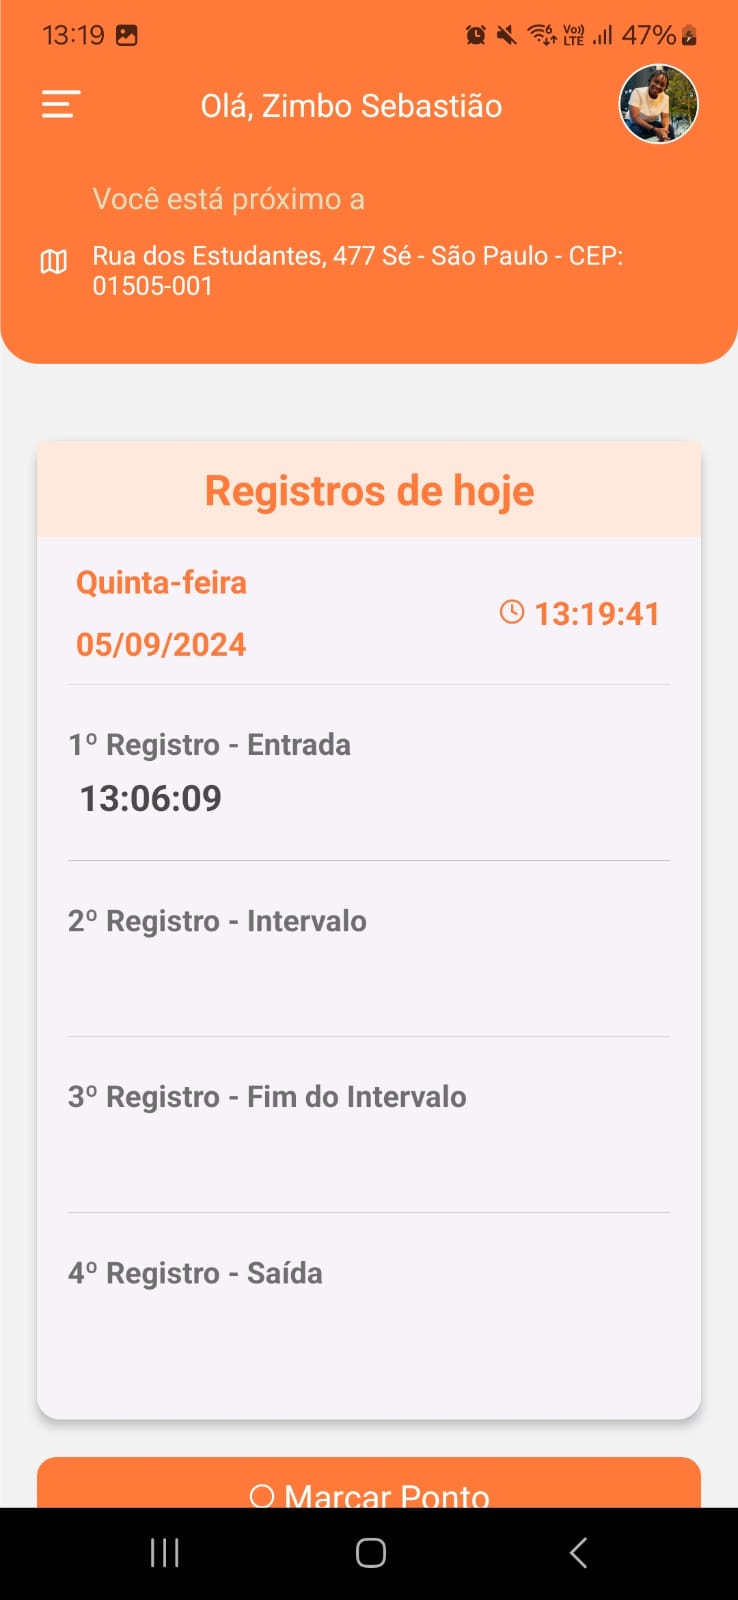 13:19
Vo))
LTE
47%
Olá, Zimbo Sebastião
Você está próximo a
Rua dos Estudantes, 477 Sé - São Paulo - CEP:
01505-001
Registros de hoje
Quinta-feira
13:19:41
05/09/2024
1º Registro - Entrada
13:06:09
2º Registro - Intervalo
3º Registro - Fim do Intervalo
4º Registro - Saída
Marcar Ponto